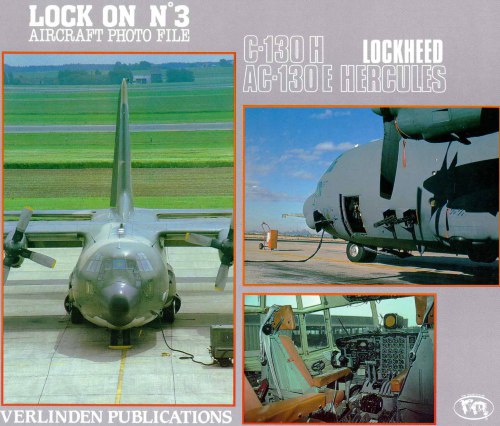 LOCK ON N°3
AIRCRAFT PHOTO FILE
C-130 H LOCKHEED
AC-130 E HERCULES
VERLINDEN PUBLICATIONS